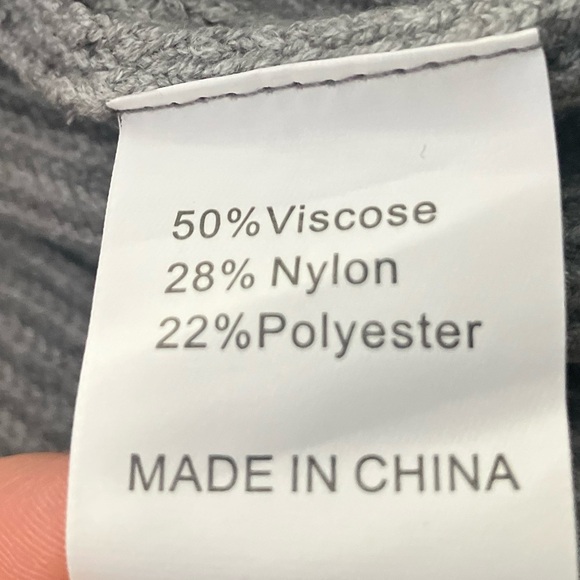 50%Viscose
28% Nylon
22%Polyester
MADE IN CHINA